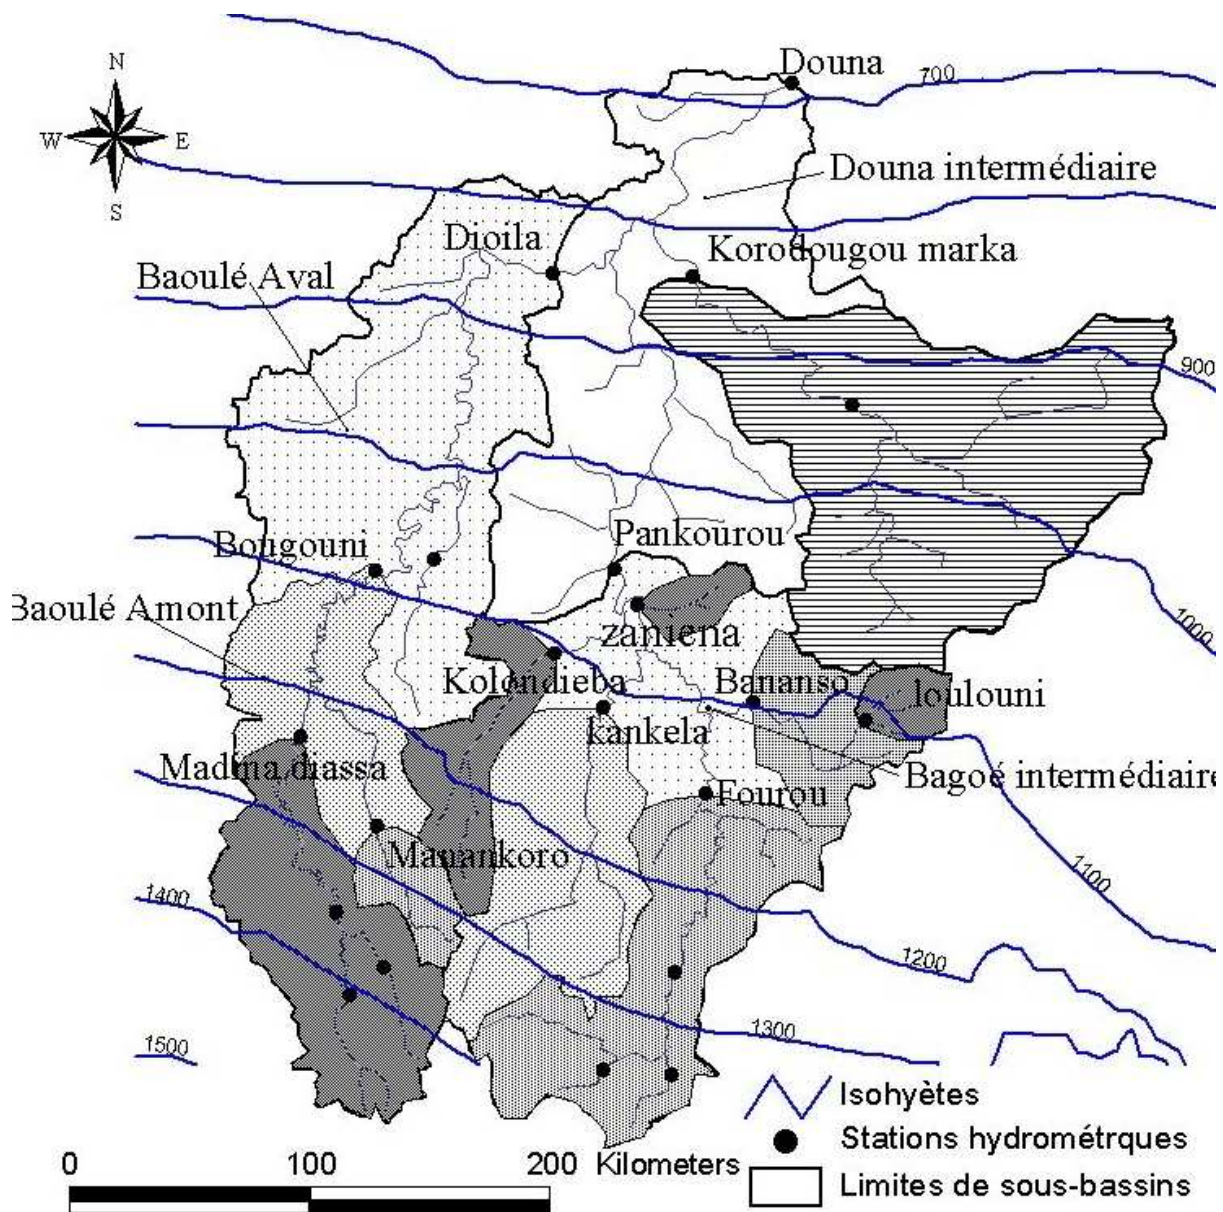 Douna
700
N
W
E
S
Douna intermédiaire
Dioila
Korodougou marka
Baoulé Aval
900
Bougouni
Pankourou
Baoulé Amont
zaniena
1000
Kolondieba
Bananso
loulouni
kankela
Madina diassa
Bagoé intermédiaire
Fourou
Manankoro
1100
1400
1200
1300
1500
Isohyètes
Stations hydrométrques
Limites de sous-bassins
0 100 200 Kilometers